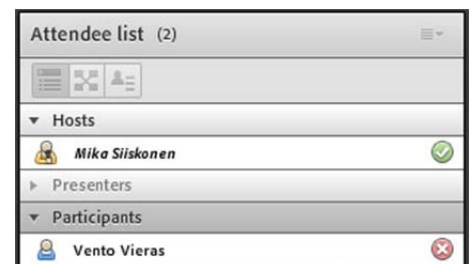 Attendee list (2)
Hosts
Mika Siiskonen
Presenters
Participants
Vento Vieras